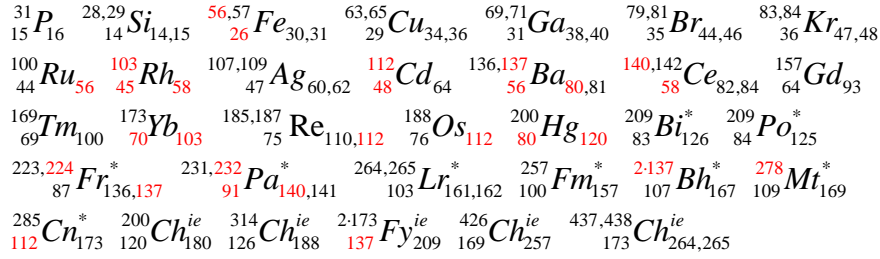 ³¹₁₅P₁₆ ²⁸,²⁹₁₄Si₁₄,₁₅ ⁵⁶,⁵⁷₂₆Fe₃₀,₃₁ ⁶³,⁶⁵₂₉Cu₃₄,₃₆ ⁶⁹,⁷¹₃₁Ga₃₈,₄₀ ⁷⁹,⁸¹₃₅Br₄₄,₄₆ ⁸³,⁸⁴₃₆Kr₄₇,₄₈
¹⁰⁰₄₄Ru₅₆ ¹⁰³₄₅Rh₅₈ ¹⁰⁷,¹⁰⁹₄₇Ag₆₀,₆₂ ¹¹²₄₈Cd₆₄ ¹³⁶,¹³⁷₅₆Ba₈₀,₈₁ ¹⁴⁰,¹⁴²₅₈Ce₈₂,₈₄ ¹⁵⁷₆₄Gd₉₃
¹⁶⁹₆₉Tm₁₀₀ ¹⁷³₇₀Yb₁₀₃ ¹⁸⁵,¹⁸⁷₇₅Re₁₁₀,₁₁₂ ¹⁸⁸₇₆Os₁₁₂ ²⁰⁰₈₀Hg₁₂₀ ²⁰⁹₈₃Bi*₁₂₆ ²⁰⁹₈₄Po*₁₂₅
²²³,²²⁴₈₇Fr*₁₃₆,₁₃₇ ²³¹,²³²₉₁Pa*₁₄₀,₁₄₁ ²⁶⁴,²⁶⁵₁₀₃Lr*₁₆₁,₁₆₂ ²⁵⁷₁₀₀Fm*₁₅₇ ²·¹³⁷₁₀₇Bh*₁₆₇ ²⁷⁸₁₀₉Mt*₁₆₉
²⁸⁵₁₁₂Cn*₁₇₃ ²⁰⁰₁₂₀Chⁱᵉ₁₈₀ ³¹⁴₁₂₆Chⁱᵉ₁₈₈ ²·¹⁷³₁₃₇Fyⁱᵉ₂₀₉ ⁴²⁶₁₆₉Chⁱᵉ₂₅₇ ⁴³⁷,⁴³⁸₁₇₃Chⁱᵉ₂₆₄,₂₆₅